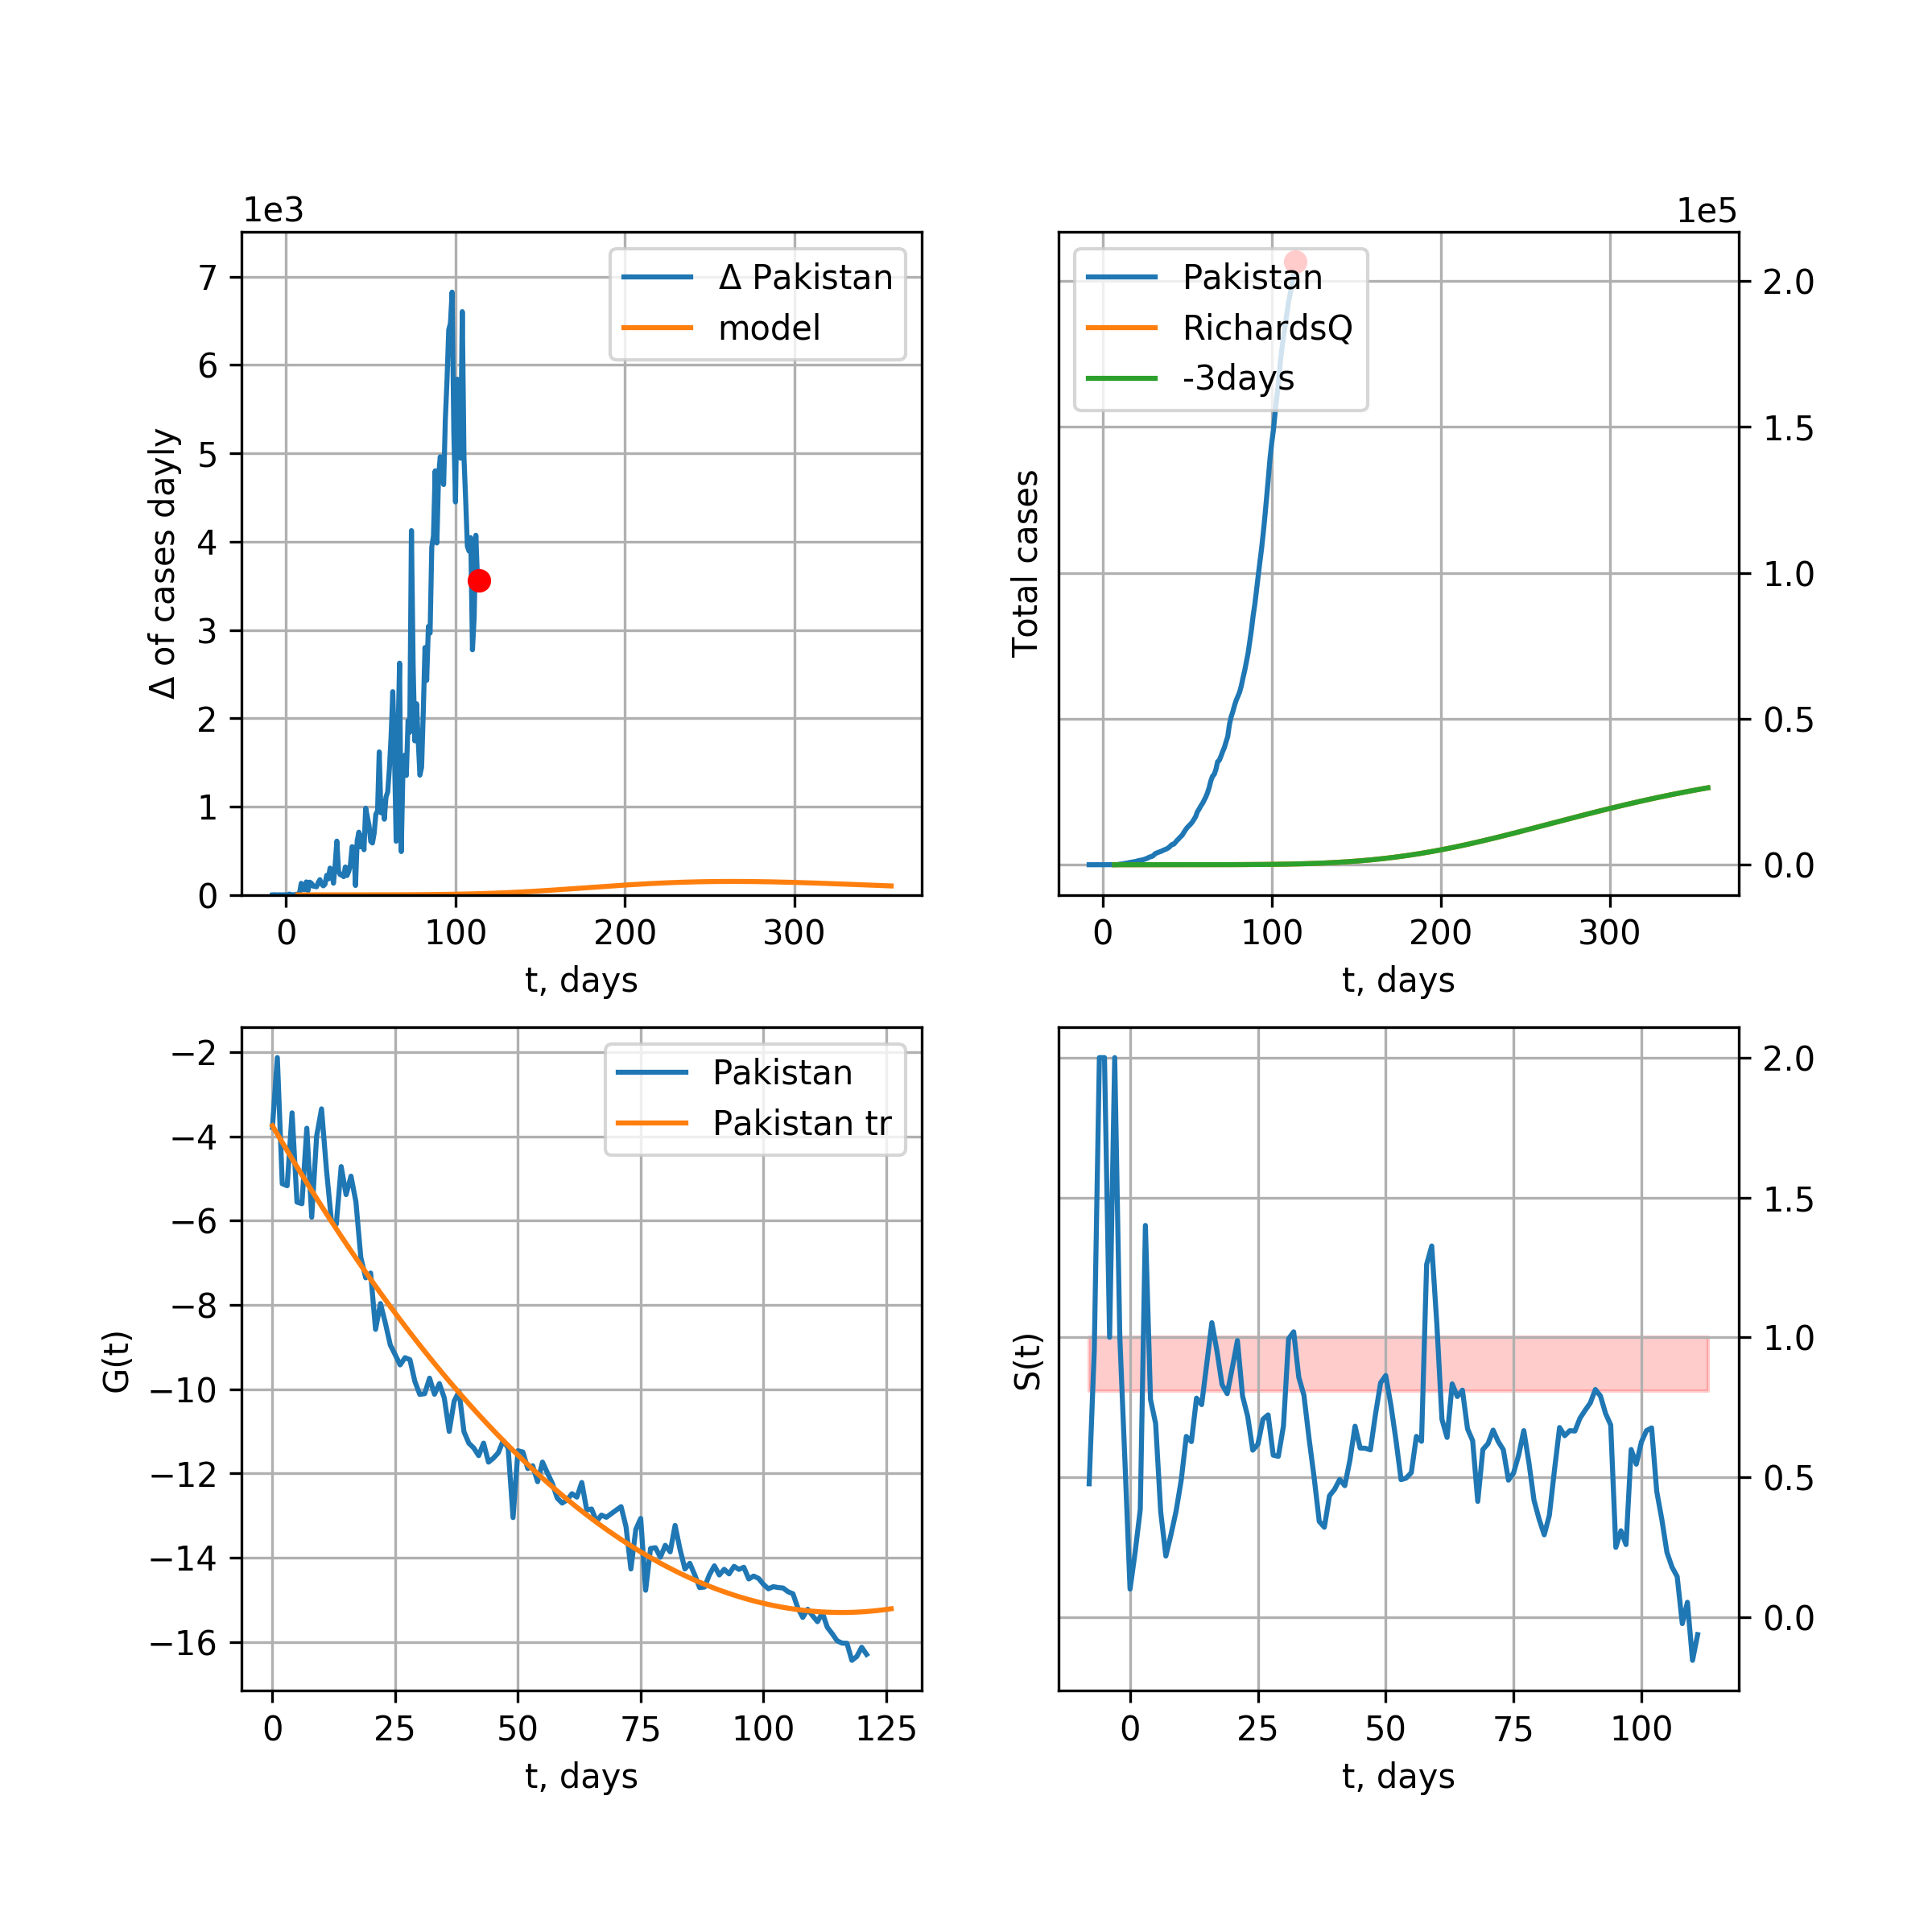 1e3
7
6
5
4
3
2
1
0
Δ of cases dayly
Δ Pakistan
model
0 100 200 300
t, days
1e5
2.0
1.5
1.0
0.5
0.0
Total cases
Pakistan
RichardsQ
-3days
0 100 200 300
t, days
−2
−4
−6
−8
−10
−12
−14
−16
G(t)
Pakistan
Pakistan tr
0 25 50 75 100 125
t, days
2.0
1.5
1.0
0.5
0.0
S(t)
0 25 50 75 100
t, days